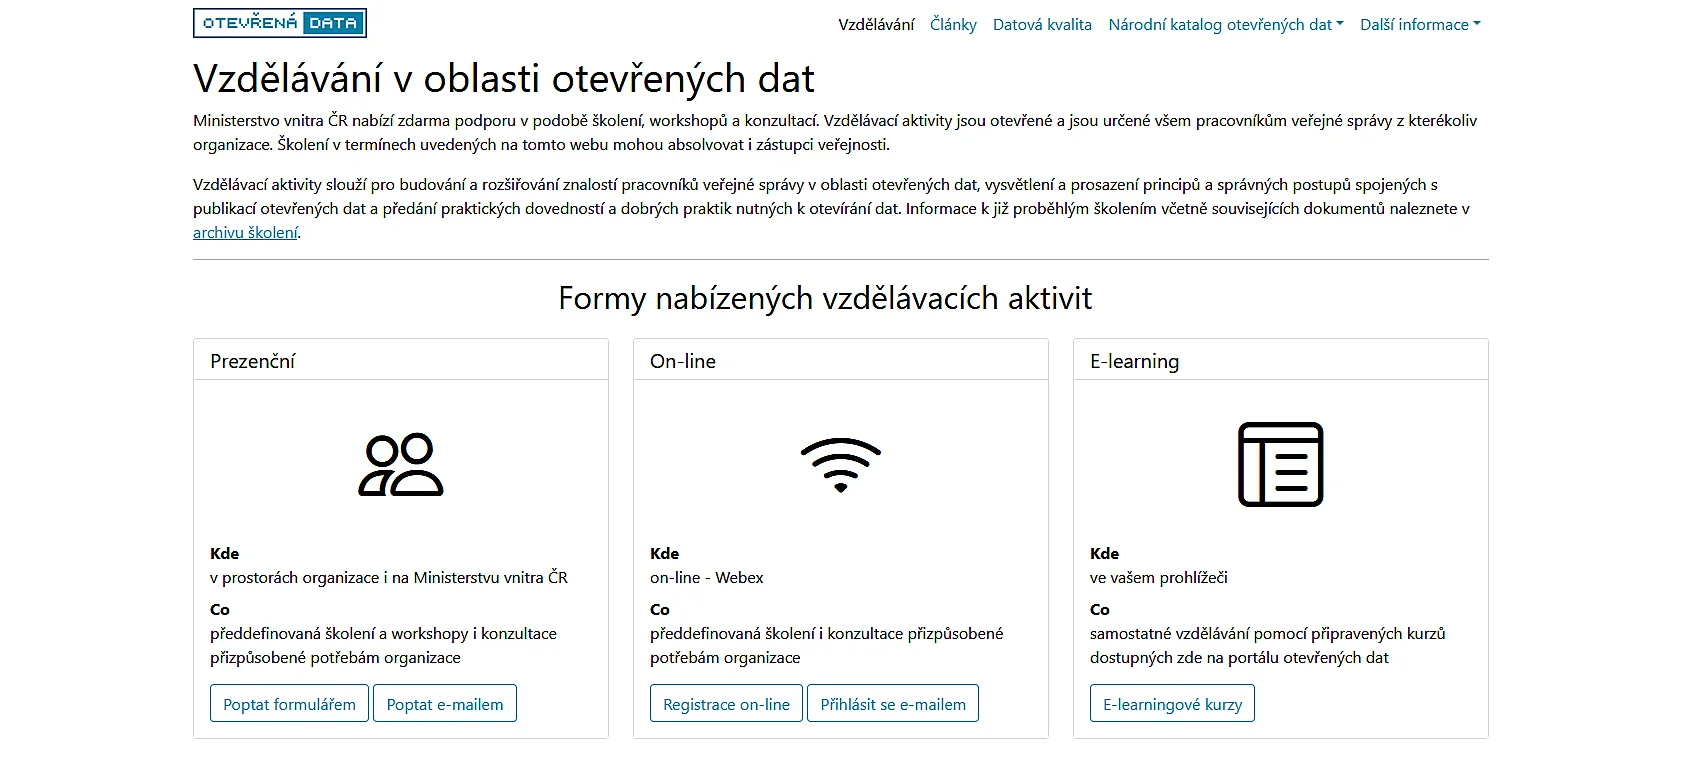 OTEVŘENÁ DATA
Vzdělávání Články Datová kvalita Národní katalog otevřených dat Další informace
Vzdělávání v oblasti otevřených dat
Ministerstvo vnitra ČR nabízí zdarma podporu v podobě školení, workshopů a konzultací. Vzdělávací aktivity jsou otevřené a jsou určené všem pracovníkům veřejné správy z kterékoliv
organizace. Školení v termínech uvedených na tomto webu mohou absolvovat i zástupci veřejnosti.
Vzdělávací aktivity slouží pro budování a rozšiřování znalostí pracovníků veřejné správy v oblasti otevřených dat, vysvětlení a prosazení principů a správných postupů spojených s
publikací otevřených dat a předání praktických dovedností a dobrých praktik nutných k otevírání dat. Informace k již proběhlým školením včetně souvisejících dokumentů naleznete v
archivu školení.
Formy nabízených vzdělávacích aktivit
Prezenční
Kde
v prostorách organizace i na Ministerstvu vnitra ČR
Co
předdefinovaná školení a workshopy i konzultace
přizpůsobené potřebám organizace
Poptat formulářem Poptat e-mailem
On-line
Kde
on-line - Webex
Co
předdefinovaná školení i konzultace přizpůsobené
potřebám organizace
Registrace on-line Přihlásit se e-mailem
E-learning
Kde
ve vašem prohlížeči
Co
samostatné vzdělávání pomocí připravených kurzů
dostupných zde na portálu otevřených dat
E-learningové kurzy